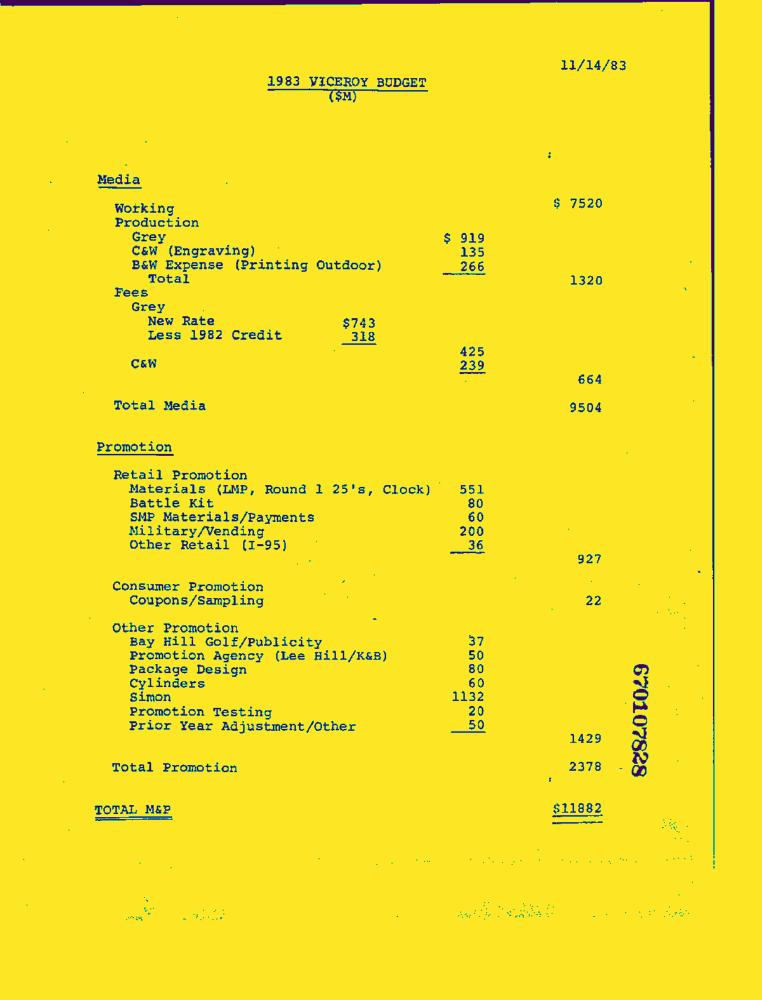 11/14/83
1983 VICEROY BUDGET
($M)
Media
Working $ 7520
Production
Grey $ 919
C&W (Engraving) 135
B&W Expense (Printing Outdoor) 266
Total 1320
Fees
Grey
New Rate $743
Less 1982 Credit 318
425
C&W 239
664
Total Media 9504
Promotion
Retail Promotion
Materials (LMP, Round 1 25's, Clock) 551
Battle Kit 80
SMP Materials/Payments 60
Military/Vending 200
Other Retail (I-95) 36
927
Consumer Promotion
Coupons/Sampling 22
Other Promotion
Bay Hill Golf/Publicity 37
Promotion Agency (Lee Hill/K&B) 50
Package Design 80
Cylinders 60
Simon 1132
Promotion Testing 20
Prior Year Adjustment/Other 50
1429
Total Promotion 2378
TOTAL M&P $11882
670107828